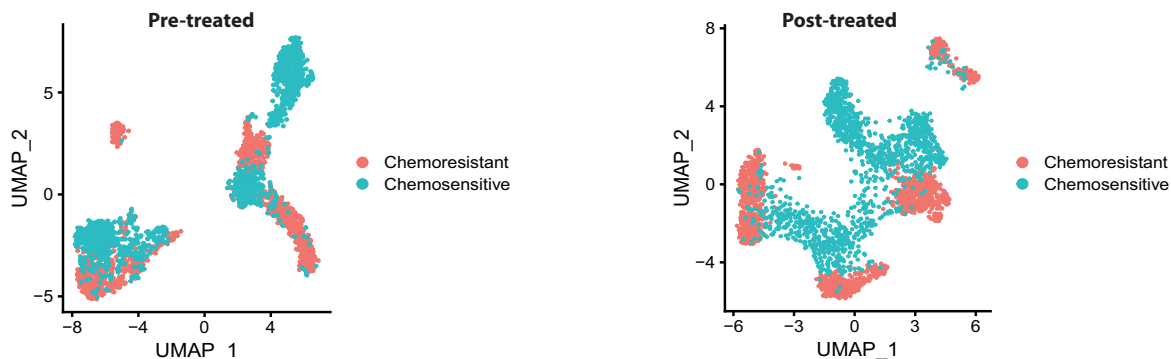 Pre-treated
5
0
−5
−8
−4
0
4
UMAP_1
UMAP_2
Chemoresistant
Chemosensitive
Post-treated
8
4
0
−4
−6
−3
0
3
6
UMAP_1
UMAP_2
Chemoresistant
Chemosensitive